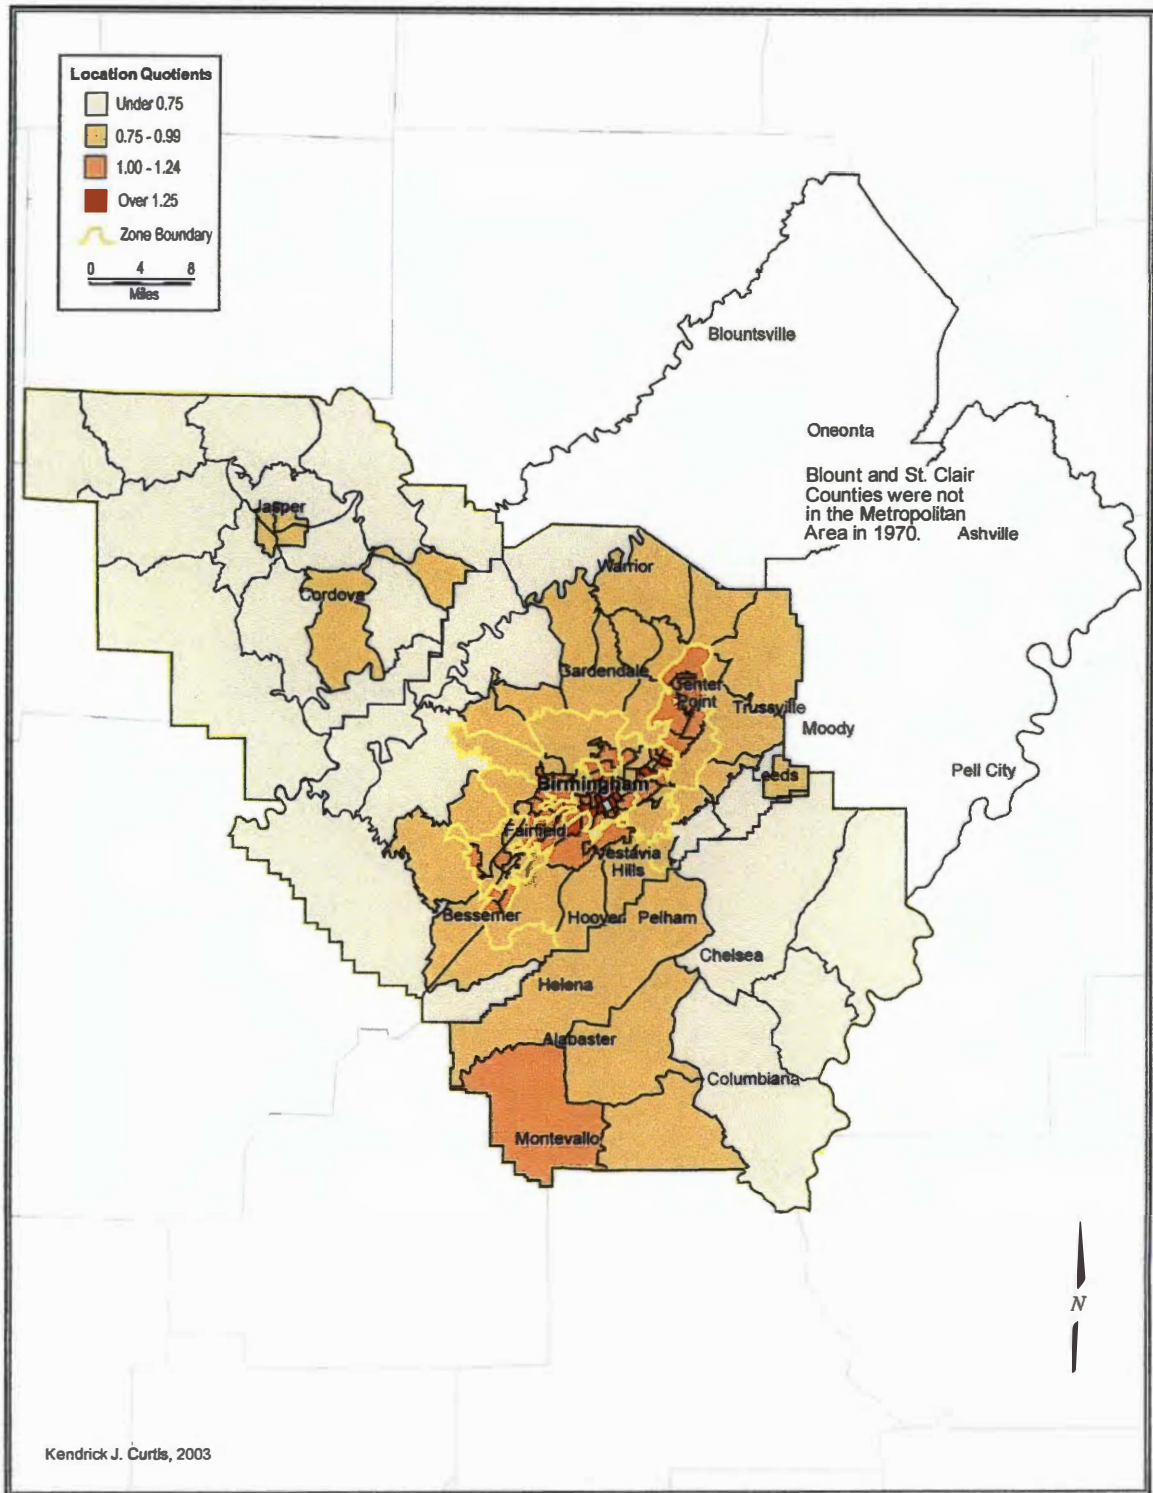 Location Quotients
Under 0.75
0.75 - 0.99
1.00 - 1.24
Over 1.25
Zone Boundary
0 4 8
Miles
Blountsville
Oneonta
Blount and St. Clair
Counties were not
in the Metropolitan
Area in 1970.
Ashville
Jasper
Warrior
Cordova
Gardendale
Center
Point
Trussville
Moody
Pell City
Leeds
Birmingham
Fairfield
Vestavia
Hills
Bessemer
Hoover
Pelham
Chelsea
Helena
Alabaster
Columbiana
Montevallo
N
Kendrick J. Curtis, 2003